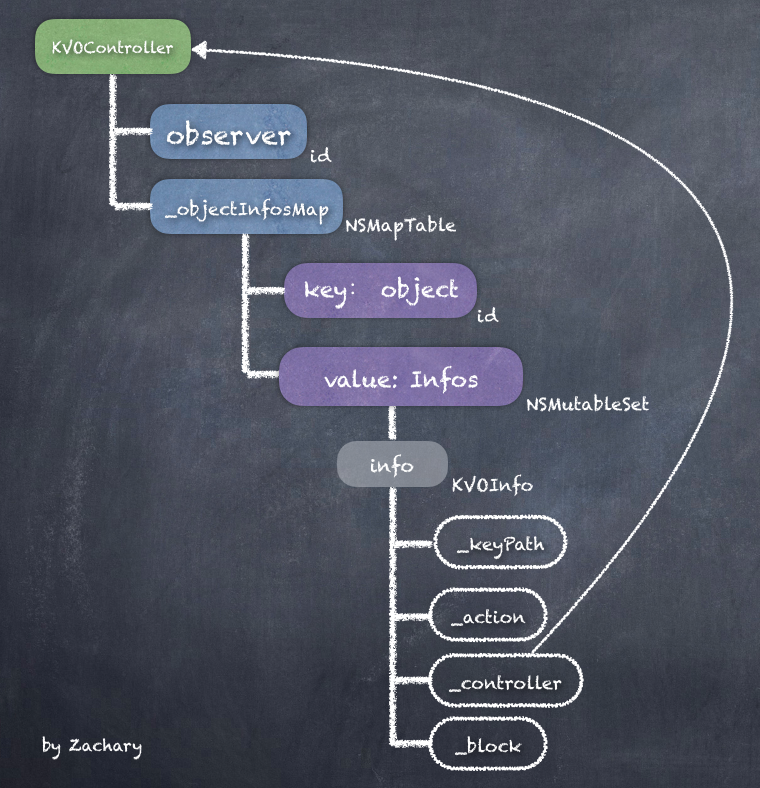 KVOController
observer
id
_objectInfosMap
NSMapTable
key: object
id
value: Infos
NSMutableSet
info
KVOInfo
_keyPath
_action
_controller
_block
by Zachary